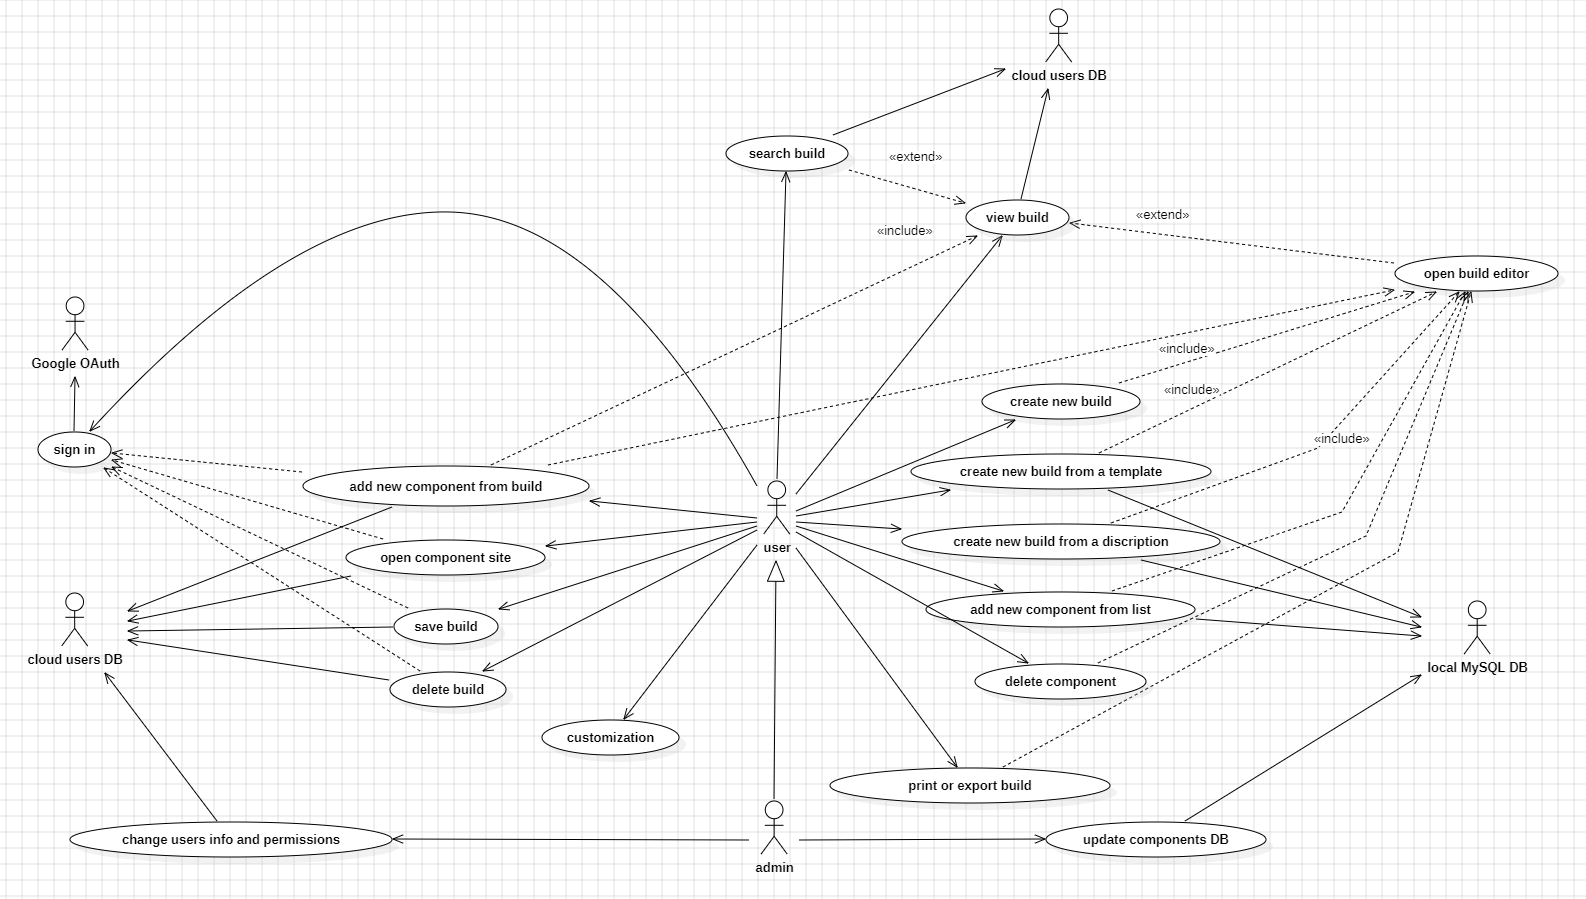 cloud users DB
search build
«extend»
view build
«extend»
«include»
open build editor
Google OAuth
«include»
«include»
create new build
sign in
«include»
create new build from a template
add new component from build
user
create new build from a discription
open component site
add new component from list
save build
cloud users DB
local MySQL DB
delete component
delete build
customization
print or export build
change users info and permissions
update components DB
admin